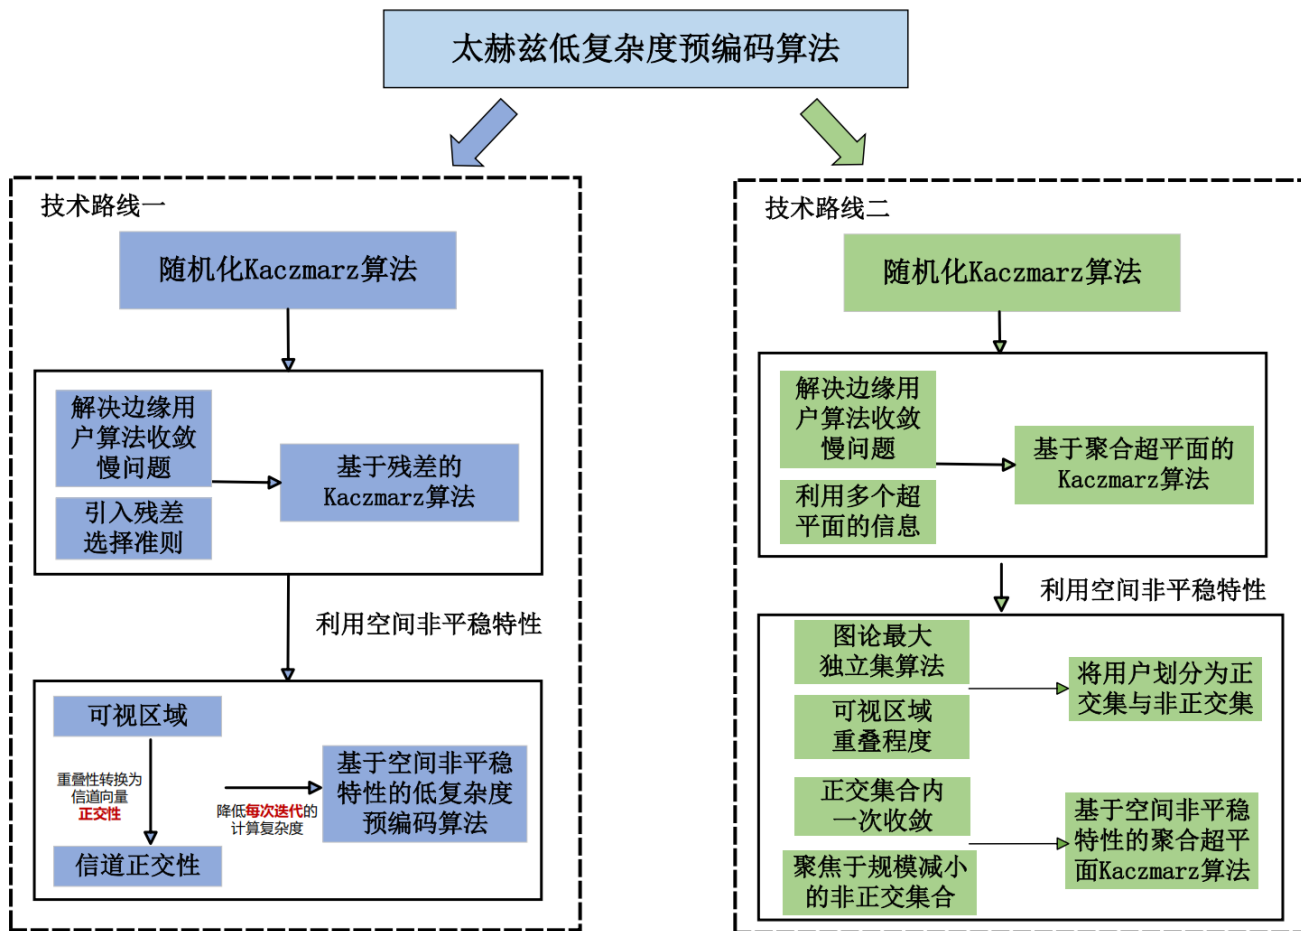 太赫兹低复杂度预编码算法
技术路线一
随机化Kaczmarz算法
解决边缘用
户算法收敛
慢问题
引入残差
选择准则
基于残差的
Kaczmarz算法
利用空间非平稳特性
可视区域
重叠性转换为
信道向量
正交性
信道正交性
降低每次迭代的
计算复杂度
基于空间非平稳
特性的低复杂度
预编码算法
技术路线二
随机化Kaczmarz算法
解决边缘用
户算法收敛
慢问题
利用多个超
平面的信息
基于聚合超平面的
Kaczmarz算法
利用空间非平稳特性
图论最大
独立集算法
可视区域
重叠程度
将用户划分为正
交集与非正交集
正交集合内
一次收敛
聚焦于规模减小
的非正交集合
基于空间非平稳
特性的聚合超平
面Kaczmarz算法